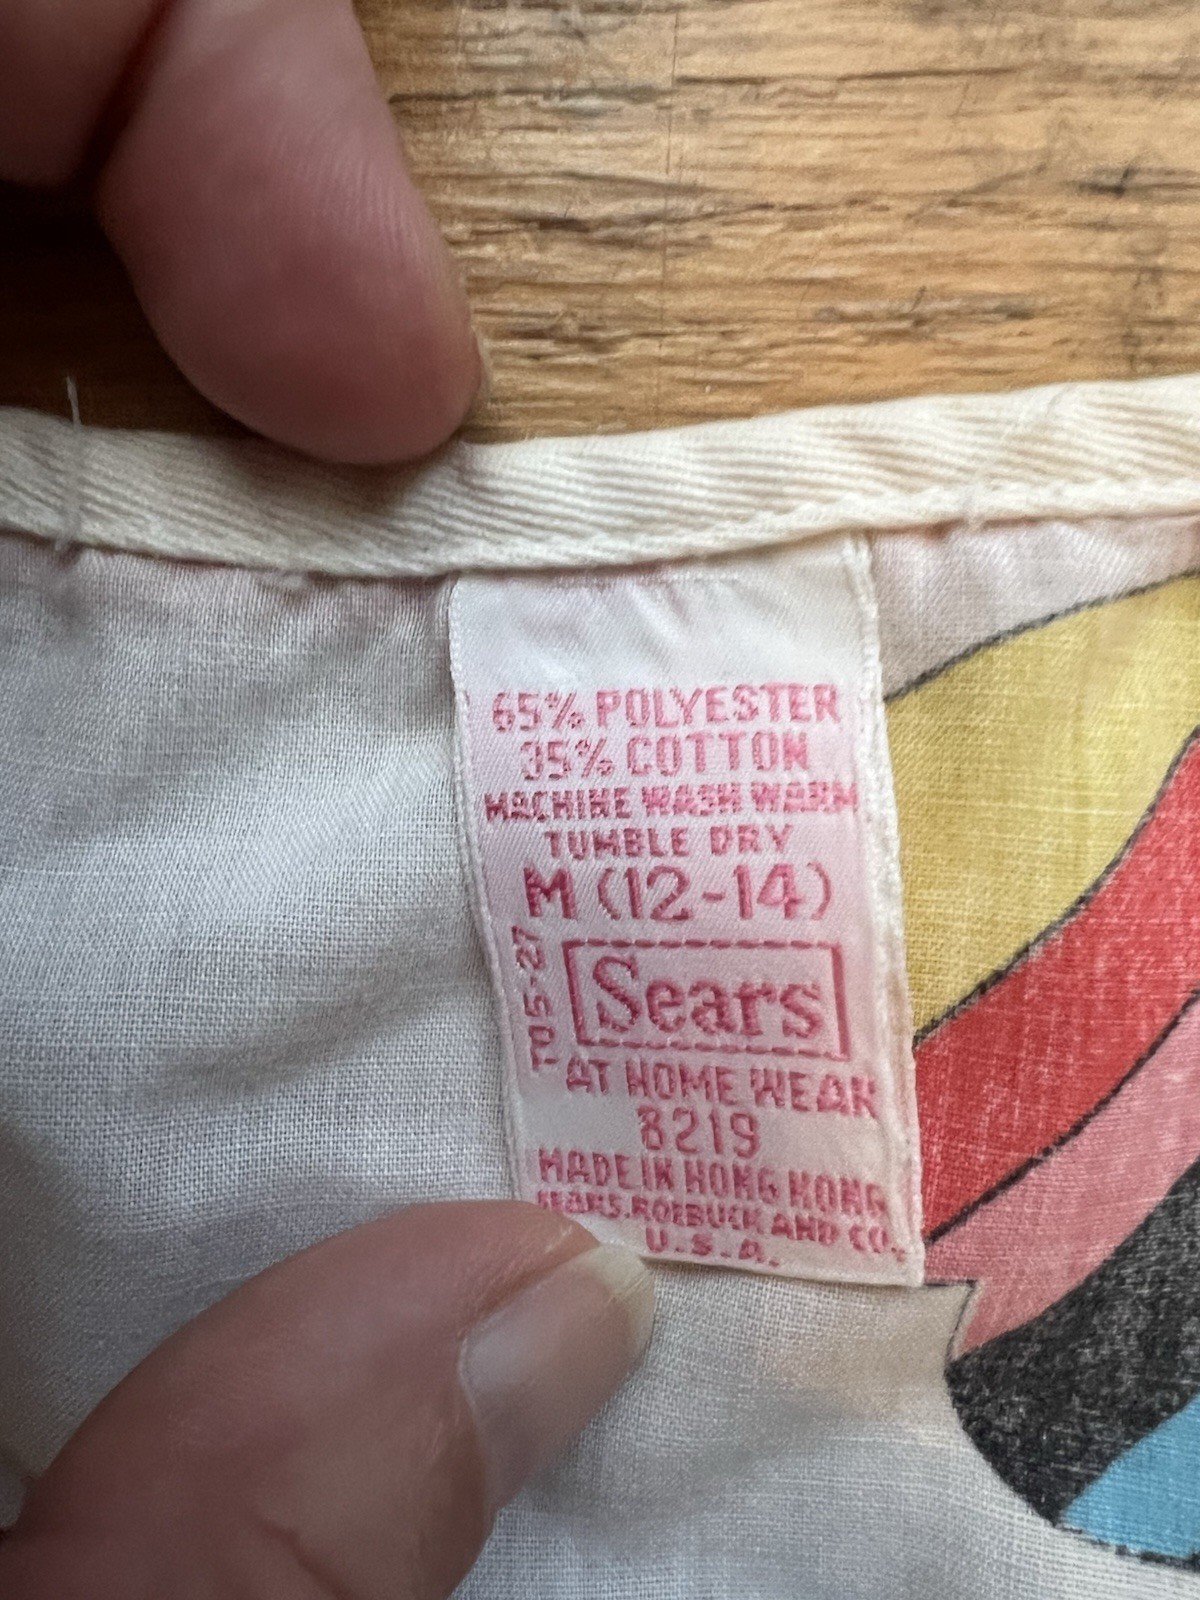 65% POLYESTER
35% COTTON
MACHINE WASH WARM
TUMBLE DRY
M (12-14)
TO5-27
Sears
AT HOME WEAR
8219
MADE IN HONG KONG
SEARS, ROEBUCK AND CO.
U.S.A.